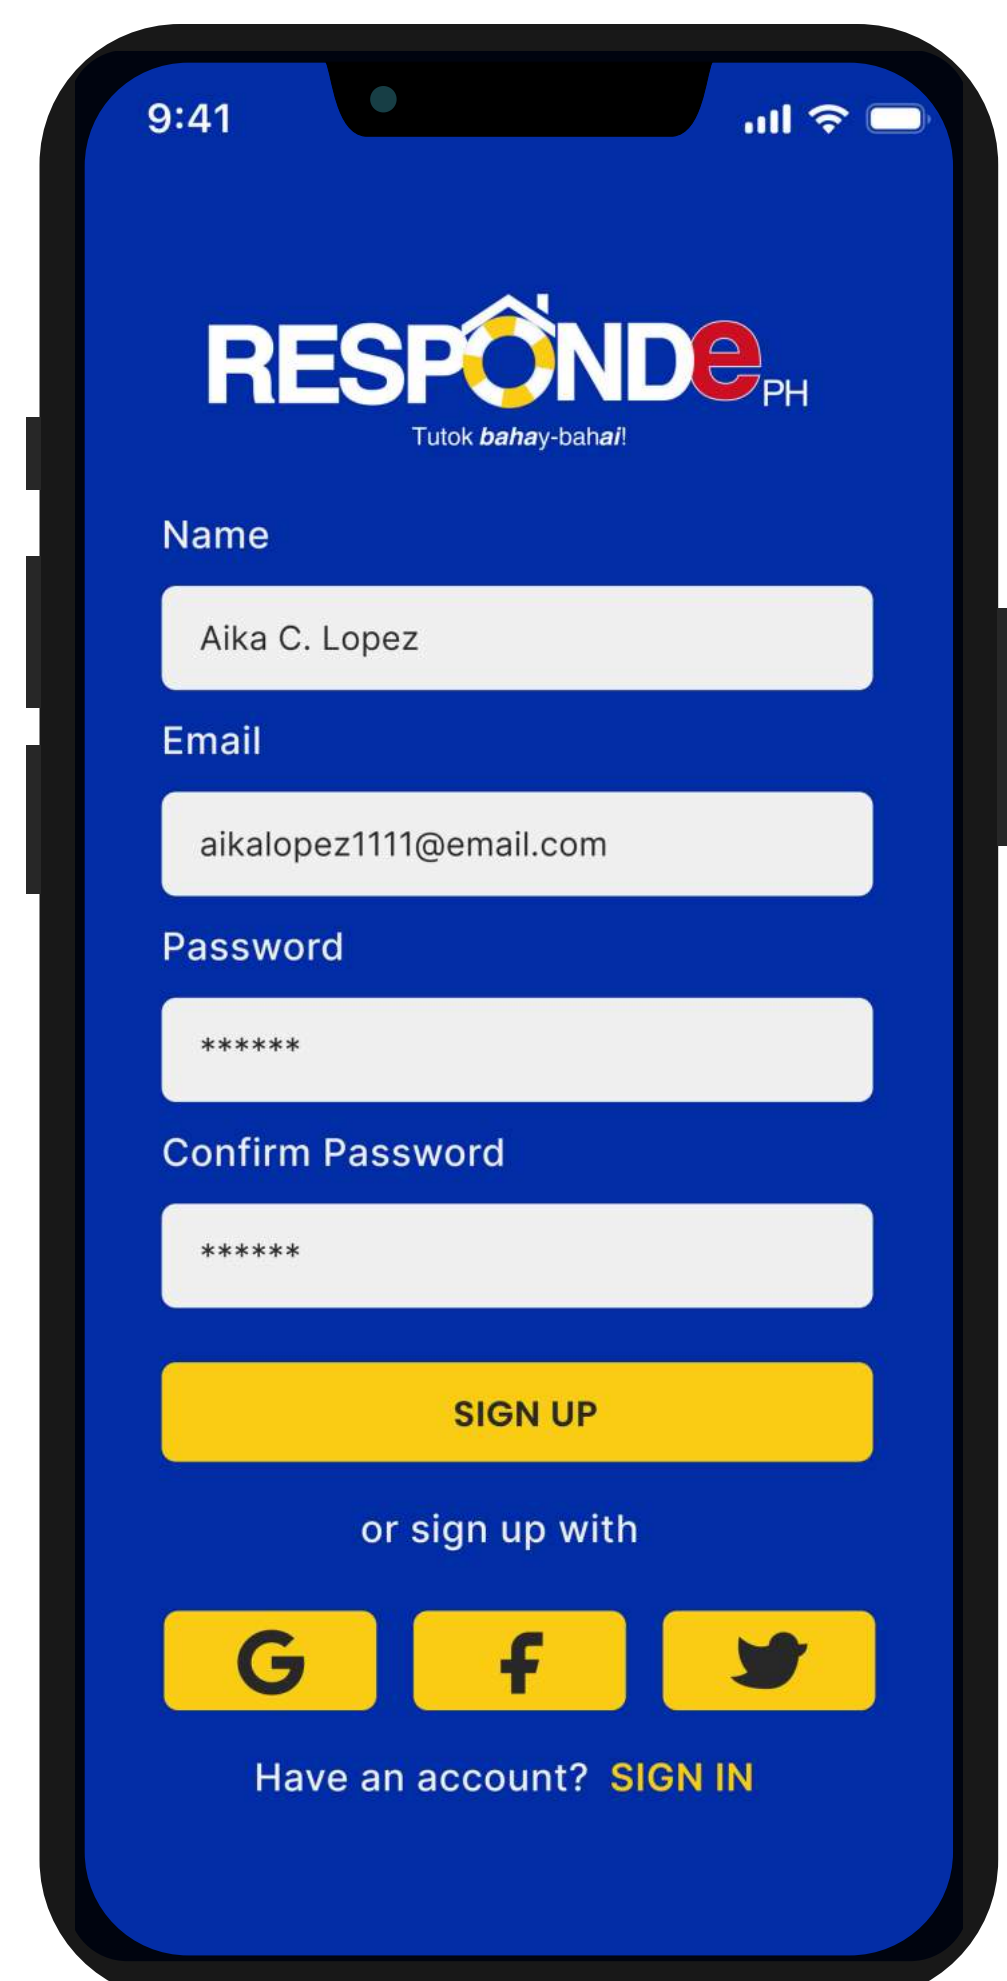 9:41
RESPONDe PH
Tutok bahay-bahai!
Name
Aika C. Lopez
Email
aikalopez1111@email.com
Password
******
Confirm Password
******
SIGN UP
or sign up with
G f
Have an account? SIGN IN